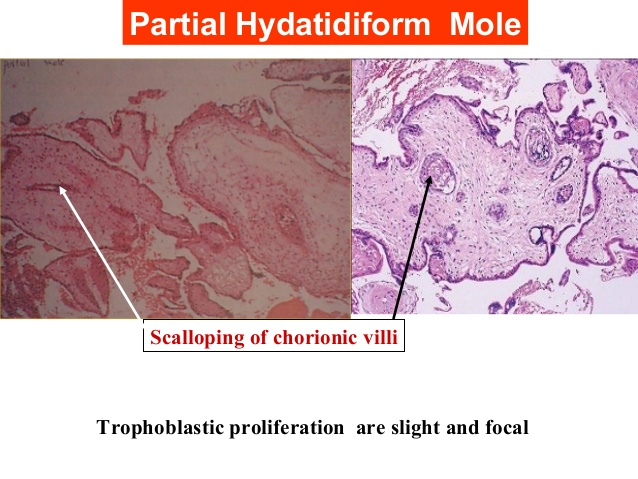 Partial Hydatidiform Mole
Scalloping of chorionic villi
Trophoblastic proliferation are slight and focal